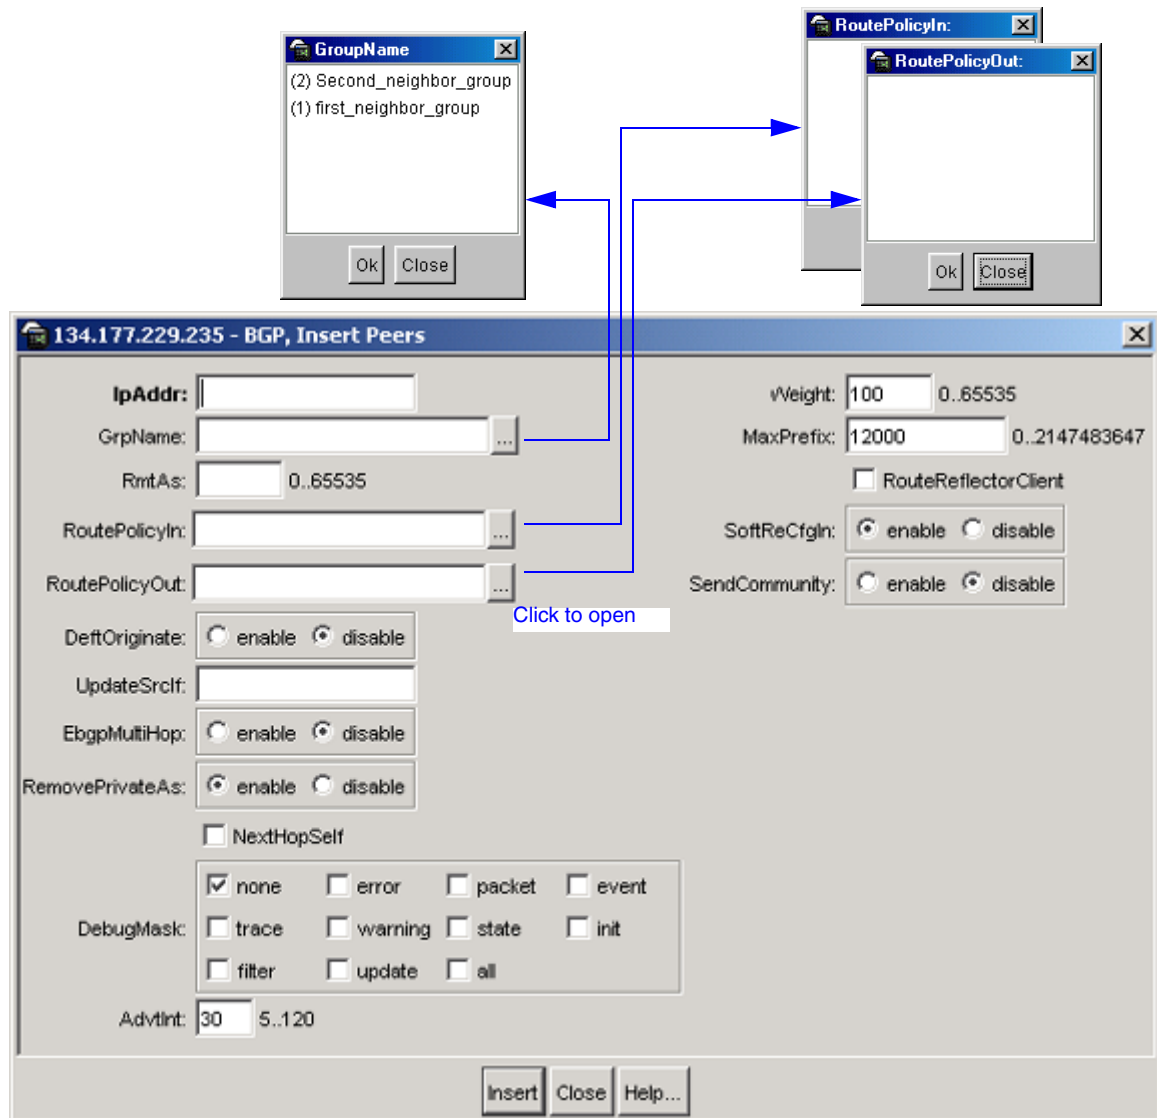 RoutePolicyIn:
GroupName
RoutePolicyOut:
(2) Second_neighbor_group
(1) first_neighbor_group
Ok Close
Ok Close
134.177.229.235 - BGP, Insert Peers
IpAddr:
Weight: 100 0..65535
GrpName: ...
MaxPrefix: 12000 0..2147483647
RmtAs: 0..65535
RouteReflectorClient
RoutePolicyIn: ...
SoftReCfgIn: enable disable
RoutePolicyOut: ...
SendCommunity: enable disable
Click to open
DeftOriginate: enable disable
UpdateSrcIf:
EbgpMultiHop: enable disable
RemovePrivateAs: enable disable
NextHopSelf
none error packet event
DebugMask: trace warning state init
filter update all
AdvtInt: 30 5..120
Insert Close Help...